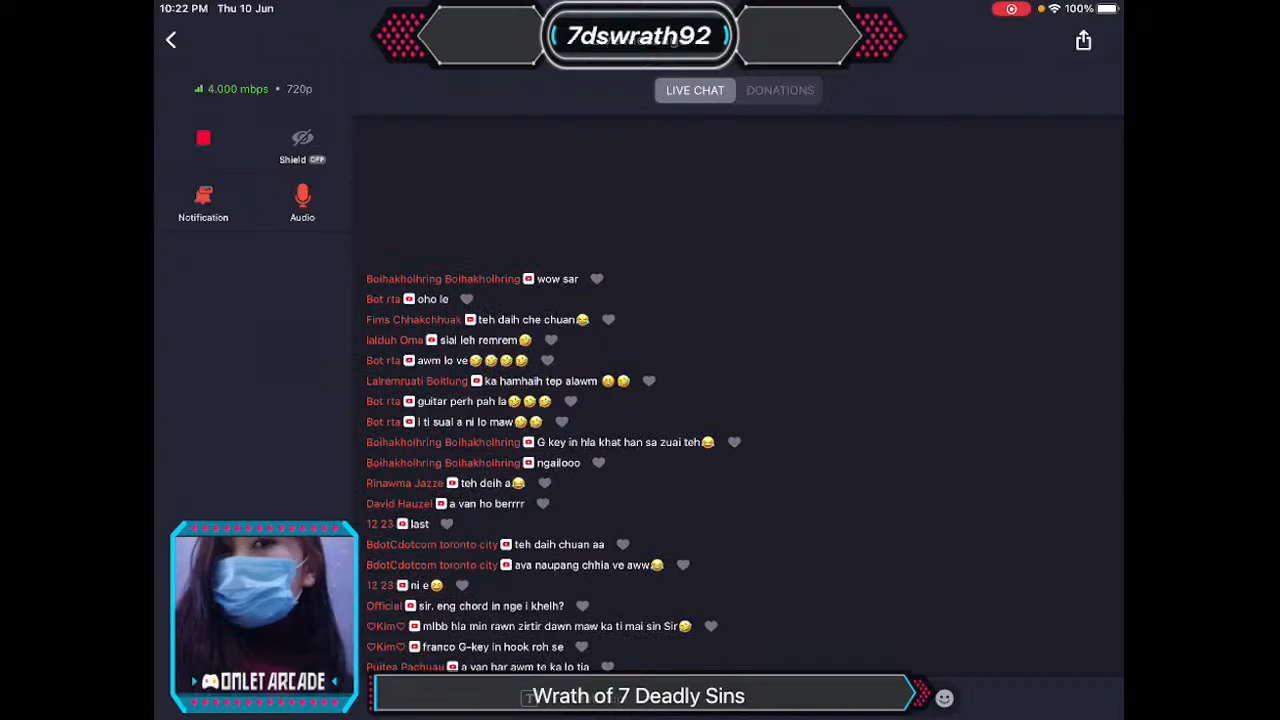 10:22 PM Thu 10 Jun
7dswrath92
100%
4.000 mbps • 720p
LIVE CHAT DONATIONS
Shield OFF
Notification Audio
Boihakholhring Boihakholhring wow sar
Bot rta oho le
Fims Chhakchhuak teh daih che chuan😂
lalduh Oma sial leh remrem🤣
Bot rta awm lo ve🤣🤣🤣🤣
Lalremruati Boitlung ka hamhaih tep alawm 🤣
Bot rta guitar perh pah la🤣🤣🤣
Bot rta i ti sual a ni lo maw🤣🤣
Boihakholhring Boihakholhring G key in hla khat han sa zuai teh😂
Boihakholhring Boihakholhring ngailooo
Rinawma Jazze teh deih a😂
David Hauzel a van ho berrrr
12 23 last
BdotCdotcom toronto city teh daih chuan aa
BdotCdotcom toronto city ava naupang chhia ve aww😂
12 23 ni e😊
Official sir. eng chord in nge i khelh?
♡Kim♡ mlbb hla min rawn zirtir dawn maw ka ti mai sin Sir🤣
♡Kim♡ franco G-key in hook roh se
Puitea Pachuau a van har awm te ka lo tia
OMLET ARCADE
Wrath of 7 Deadly Sins